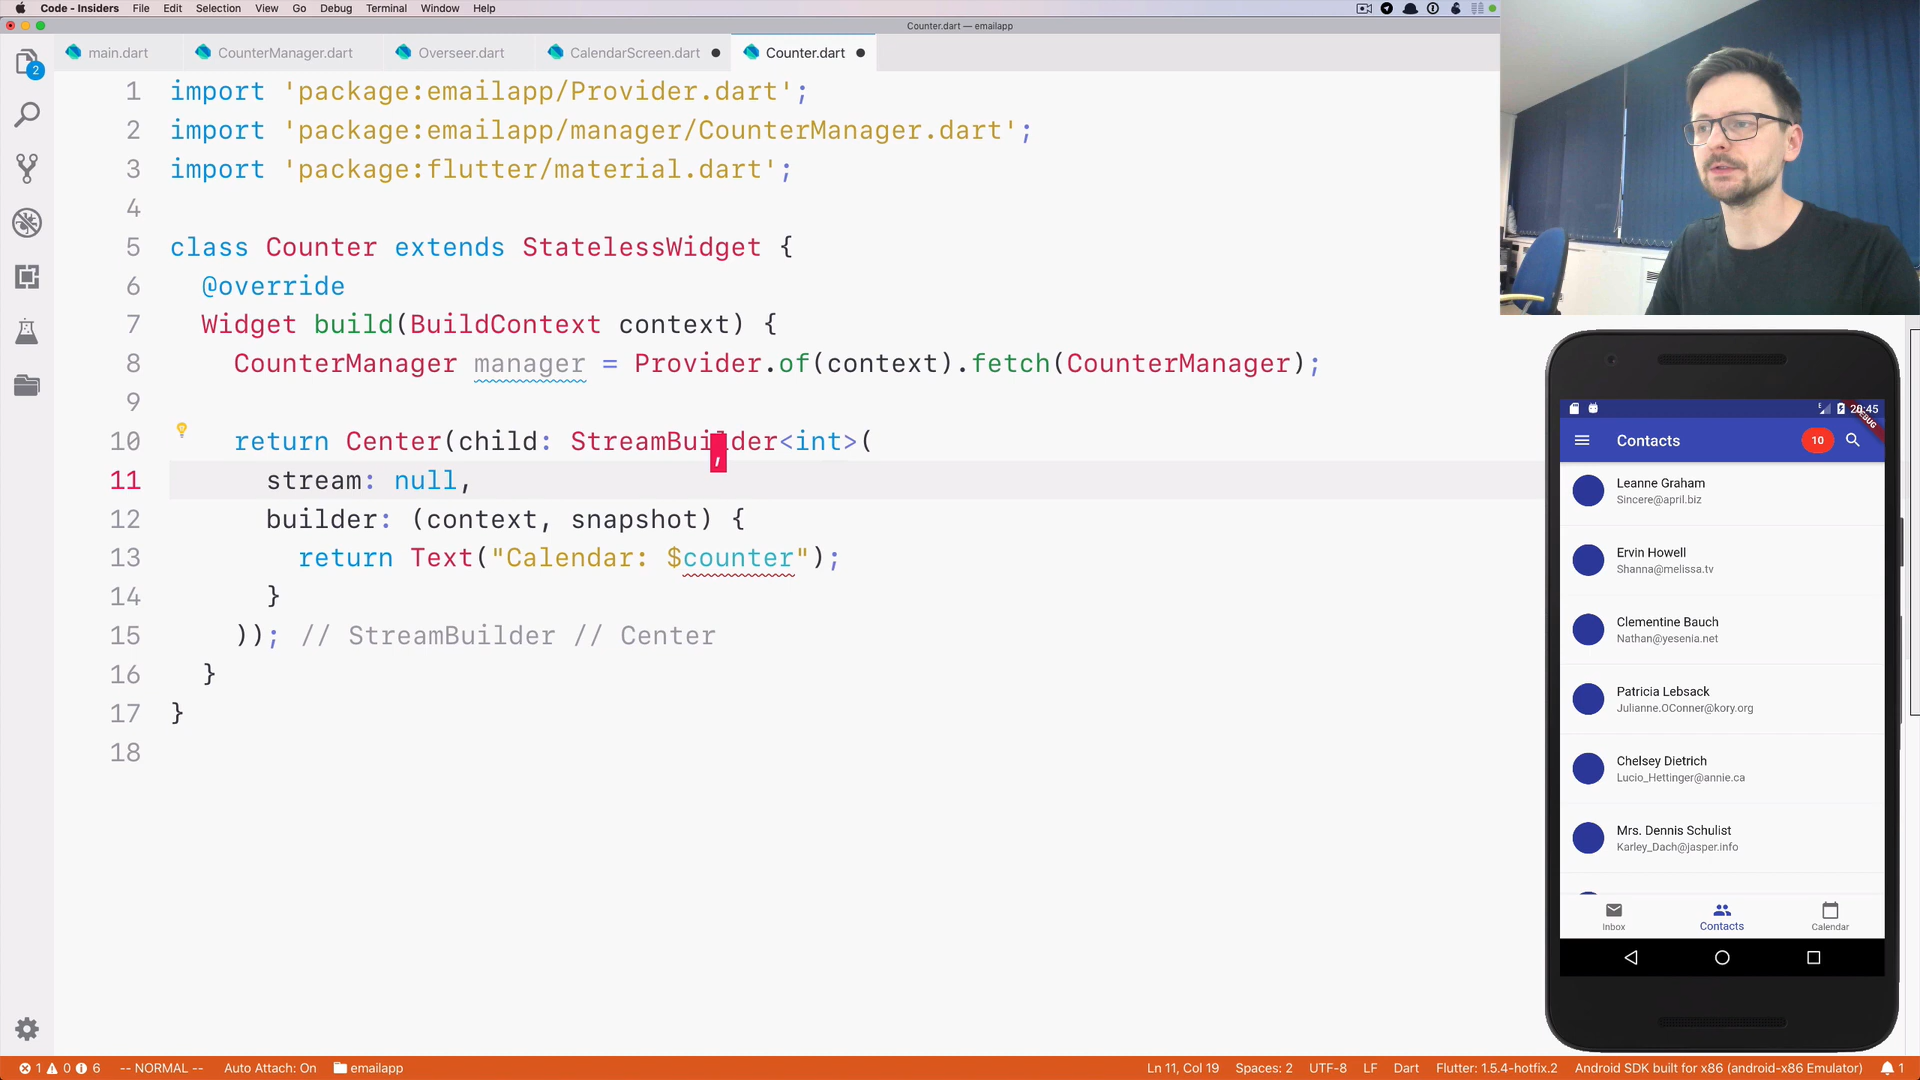 Code - Insiders File Edit Selection View Go Debug Terminal Window Help
Counter.dart — emailapp
main.dart CounterManager.dart Overseer.dart CalendarScreen.dart Counter.dart
2
1 import 'package:emailapp/Provider.dart';
2 import 'package:emailapp/manager/CounterManager.dart';
3 import 'package:flutter/material.dart';
4
5 class Counter extends StatelessWidget {
6 @override
7 Widget build(BuildContext context) {
8 CounterManager manager = Provider.of(context).fetch(CounterManager);
9
10 return Center(child: StreamBuilder<int>(
11 stream: null,
12 builder: (context, snapshot) {
13 return Text("Calendar: $counter");
14 }
15 )); // StreamBuilder // Center
16 }
17 }
18
,
20:45
DEBUG
Contacts 10
Leanne Graham
Sincere@april.biz
Ervin Howell
Shanna@melissa.tv
Clementine Bauch
Nathan@yesenia.net
Patricia Lebsack
Julianne.OConner@kory.org
Chelsey Dietrich
Lucio_Hettinger@annie.ca
Mrs. Dennis Schulist
Karley_Dach@jasper.info
Inbox Contacts Calendar
1 0 6 -- NORMAL -- Auto Attach: On emailapp Ln 11, Col 19 Spaces: 2 UTF-8 LF Dart Flutter: 1.5.4-hotfix.2 Android SDK built for x86 (android-x86 Emulator) 1